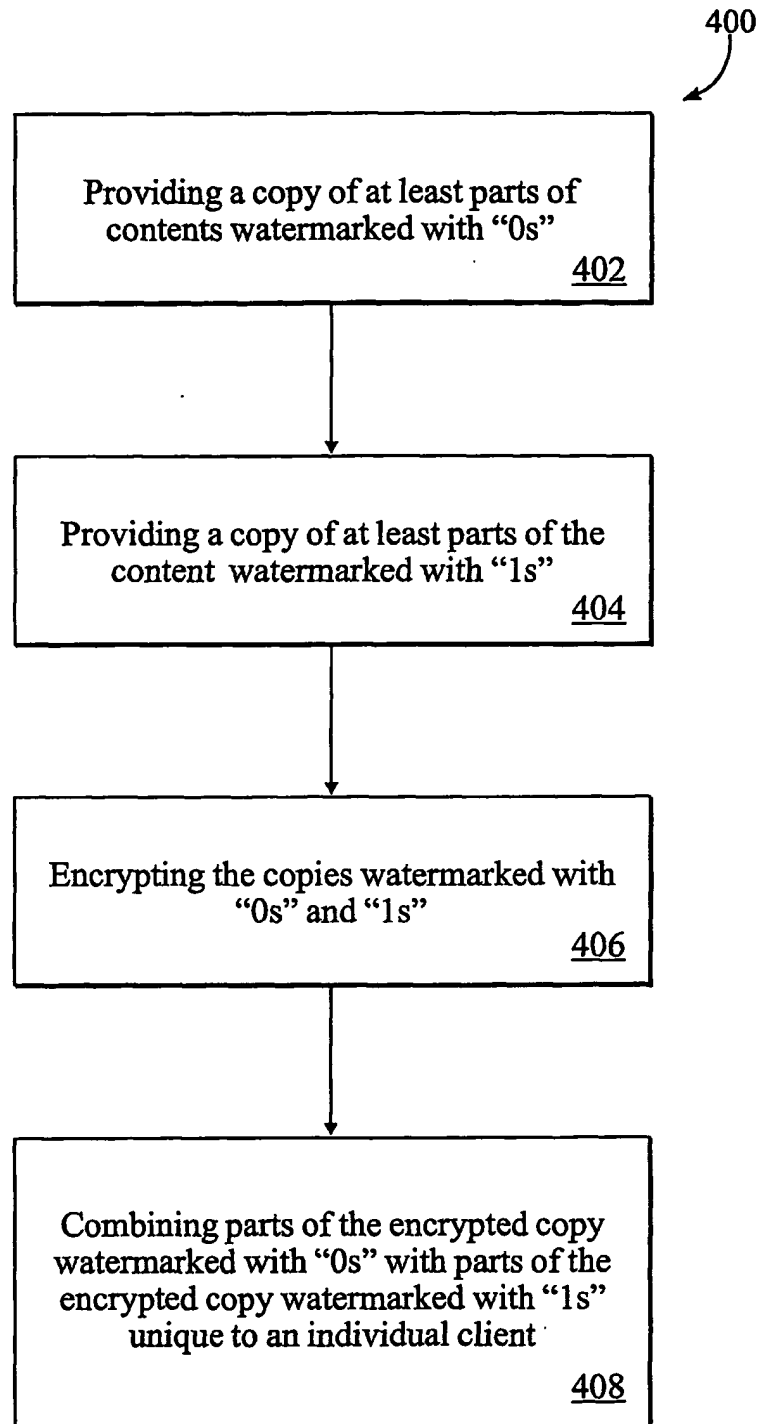 400
Providing a copy of at least parts of
contents watermarked with “0s”
402
Providing a copy of at least parts of the
content watermarked with “1s”
404
Encrypting the copies watermarked with
“0s” and “1s”
406
Combining parts of the encrypted copy
watermarked with “0s” with parts of the
encrypted copy watermarked with “1s”
unique to an individual client
408